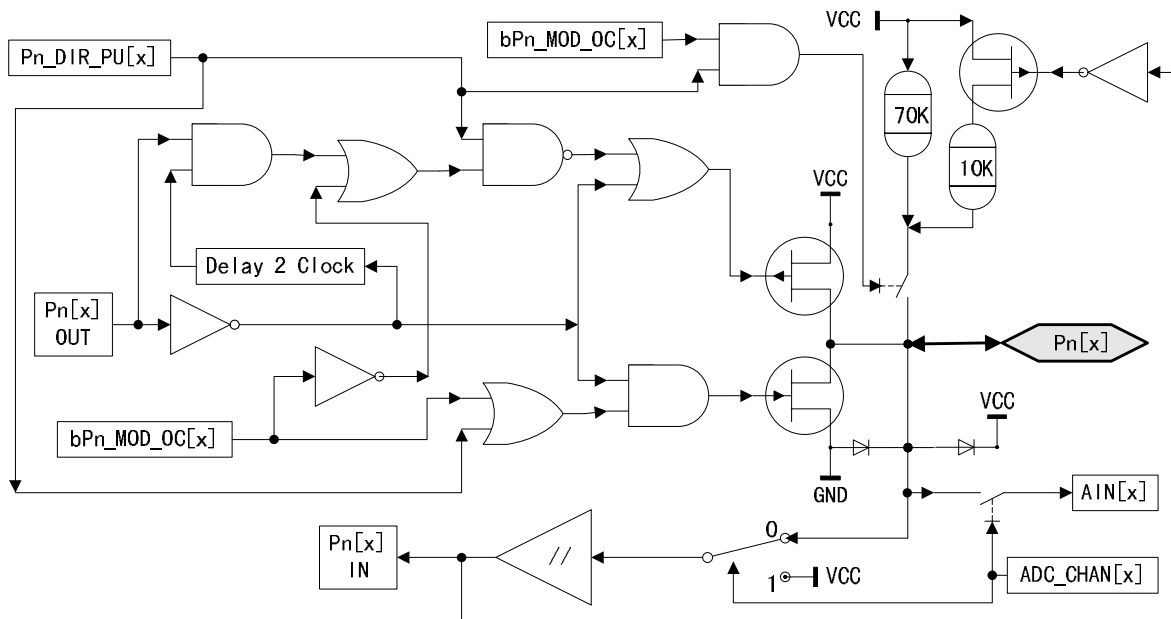 bPn_MOD_OC[x]
VCC
Pn_DIR_PU[x]
70K
10K
VCC
Delay 2 Clock
Pn[x]
OUT
Pn[x]
bPn_MOD_OC[x]
VCC
GND
AIN[x]
Pn[x]
IN
//
0
1
VCC
ADC_CHAN[x]